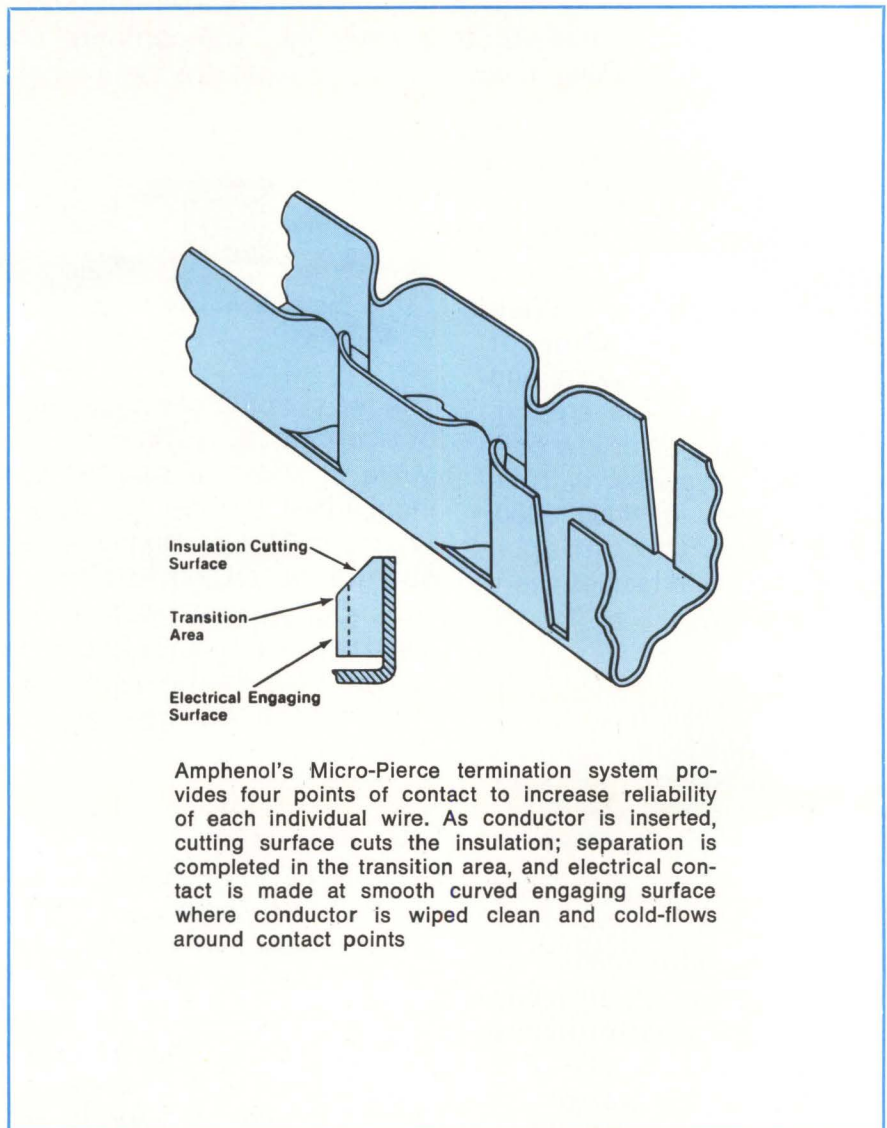 Insulation Cutting
Surface
Transition
Area
Electrical Engaging
Surface
Amphenol's Micro-Pierce termination system pro-
vides four points of contact to increase reliability
of each individual wire. As conductor is inserted,
cutting surface cuts the insulation; separation is
completed in the transition area, and electrical con-
tact is made at smooth curved engaging surface
where conductor is wiped clean and cold-flows
around contact points